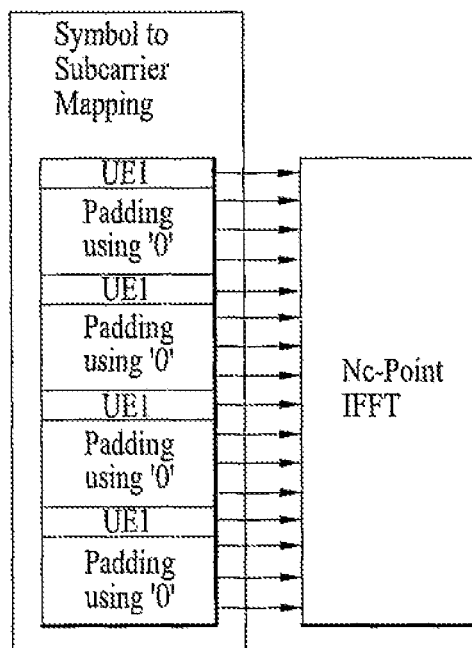 Symbol to
Subcarrier
Mapping
UE1
Padding
using '0'
UE1
Padding
using '0'
UE1
Padding
using '0'
UE1
Padding
using '0'
Nc-Point
IFFT